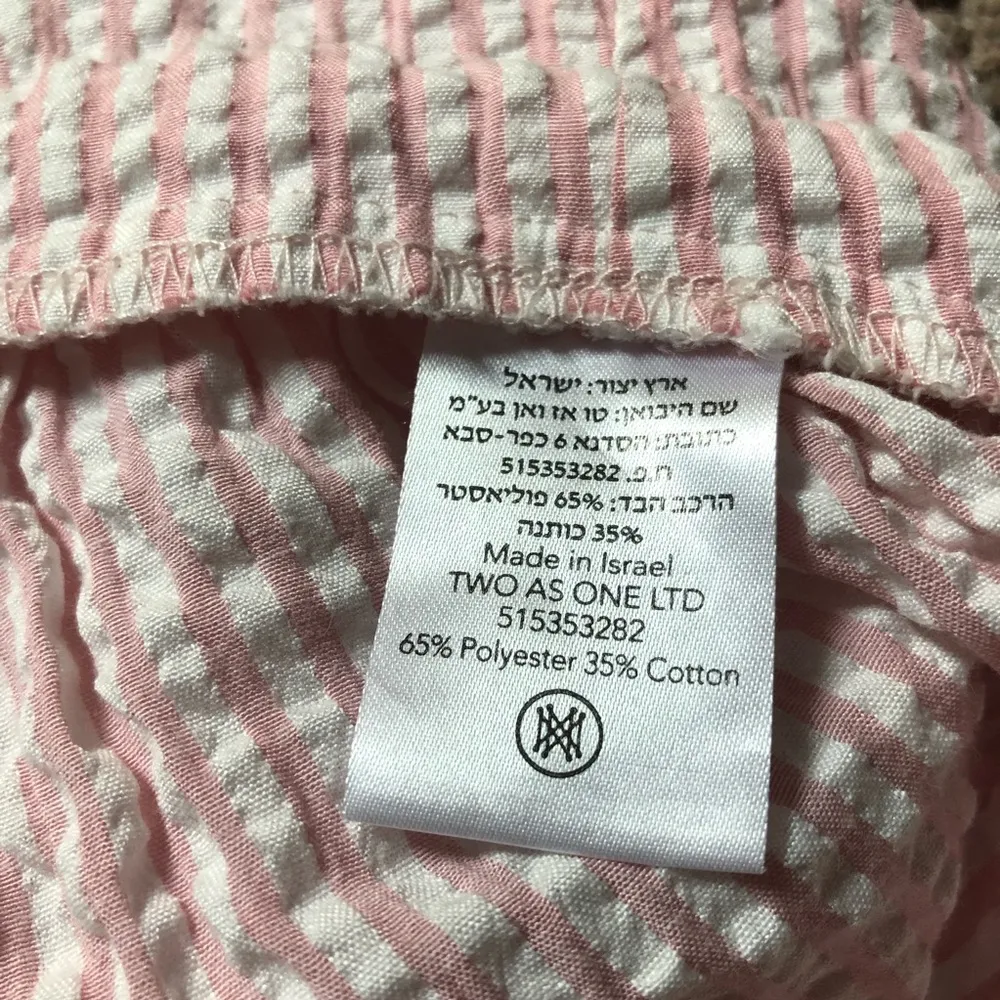 ארץ יצור: ישראל
שם היבואן: טו אז וואן בע"מ
כתובת: הסדנא 6 כפר-סבא
ח.פ. 515353282
הרכב הבד: 65% פוליאסטר
35% כותנה
Made in Israel
TWO AS ONE LTD
515353282
65% Polyester 35% Cotton